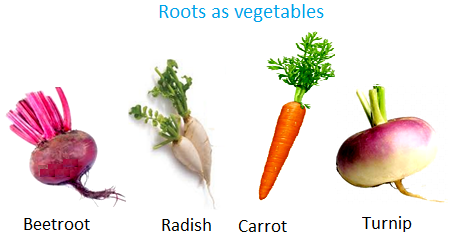 Roots as vegetables
Beetroot Radish Carrot Turnip